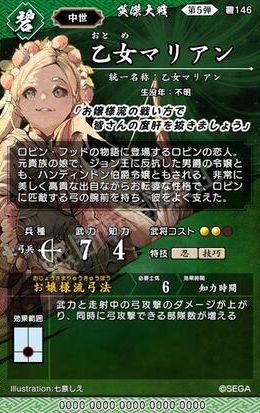 碧
中世
英傑大戦
第5弾
碧146
おとめ
乙女マリアン
統一名称：乙女マリアン
生没年：不明
「お嬢様流の戦い方で
皆さんの度肝を抜きましょう」
ロビン・フッドの物語に登場するロビンの恋人。
元貴族の娘で、ジョン王に反抗した男爵の令嬢と
も、ハンティンドン伯爵令嬢ともされる。非常に
美しく高貴な出自ながらお転婆な性格で、ロビン
に匹敵する弓の腕前を持ち、彼をよく支えた。
兵種 武力 知力 武将コスト
弓兵 7 4 特技 忍 技巧
おじょうさまりゅうきゅうほう
お嬢様流弓法
必要士気 6
効果時間 知力時間
効果範囲
武力と走射中の弓攻撃のダメージが上が
り、同時に弓攻撃できる部隊数が増える
Illustration:七原しえ
©SEGA
0000-0000-0000-0000-0000